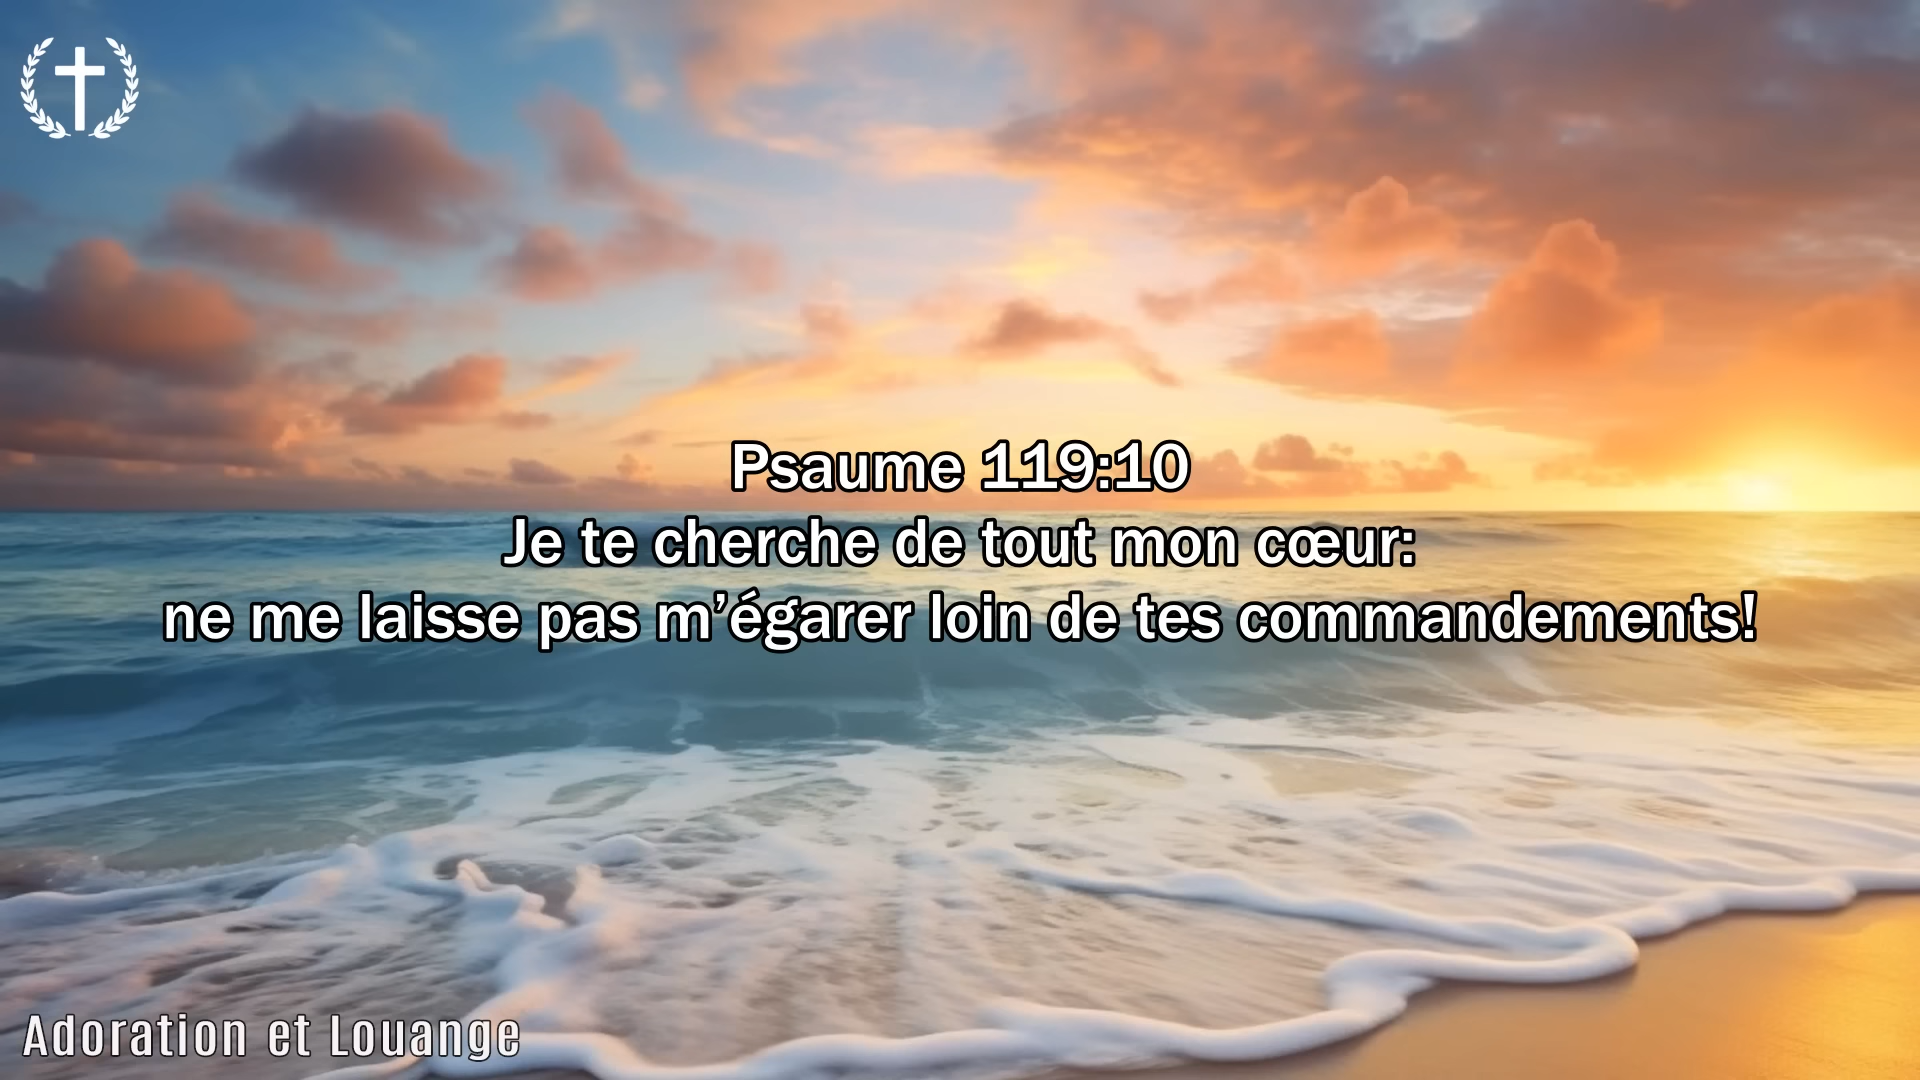 Psaume 119:10
Je te cherche de tout mon cœur:
ne me laisse pas m’égarer loin de tes commandements!
Adoration et Louange